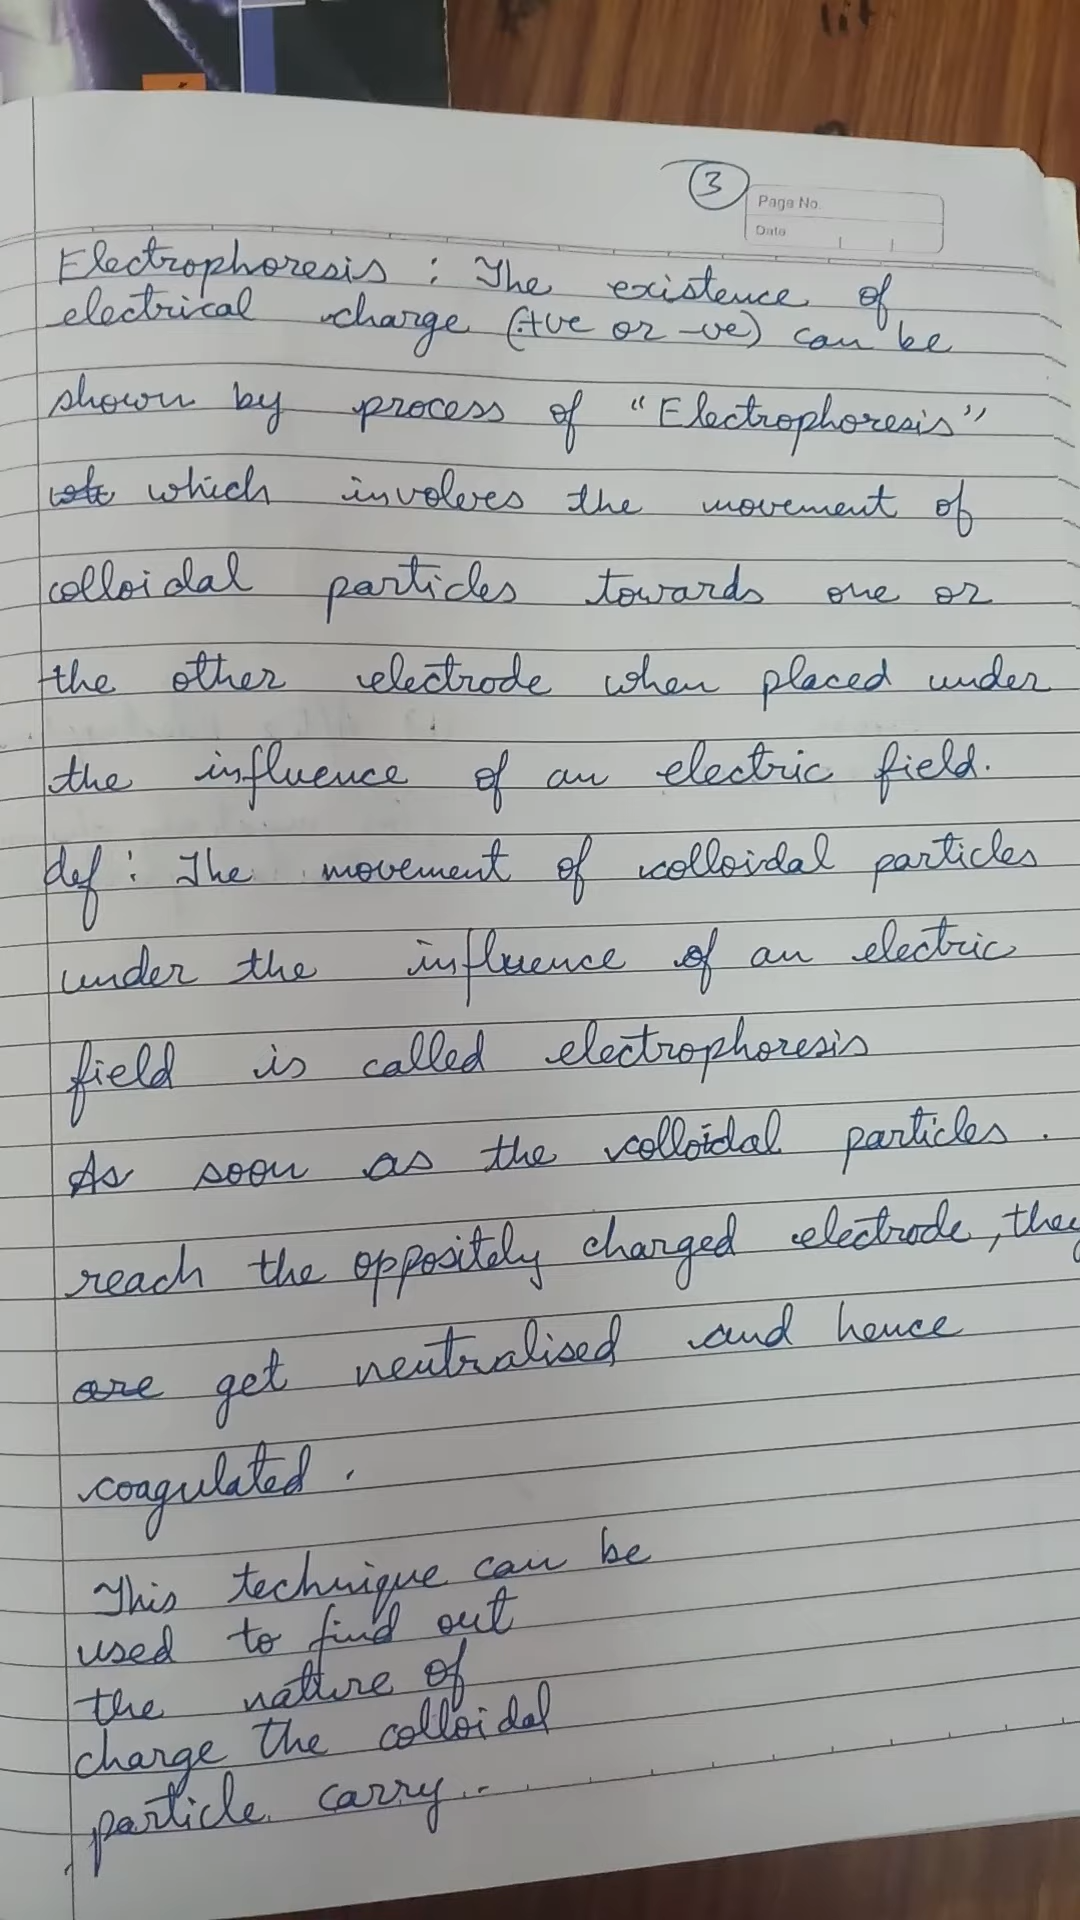 lit
3
Page No.
Date
Electrophoresis : The existence of
electrical charge (+ve or -ve) can be
shown by process of "Electrophoresis"
which involves the movement of
colloidal particles towards one or
the other electrode when placed under
the influence of an electric field.
def : The movement of colloidal particles
under the influence of an electric
field is called electrophoresis
As soon as the colloidal particles.
reach the oppositely charged electrode, they
are get neutralised and hence
coagulated.
This technique can be
used to find out
the nature of
charge the colloidal
particle carry.